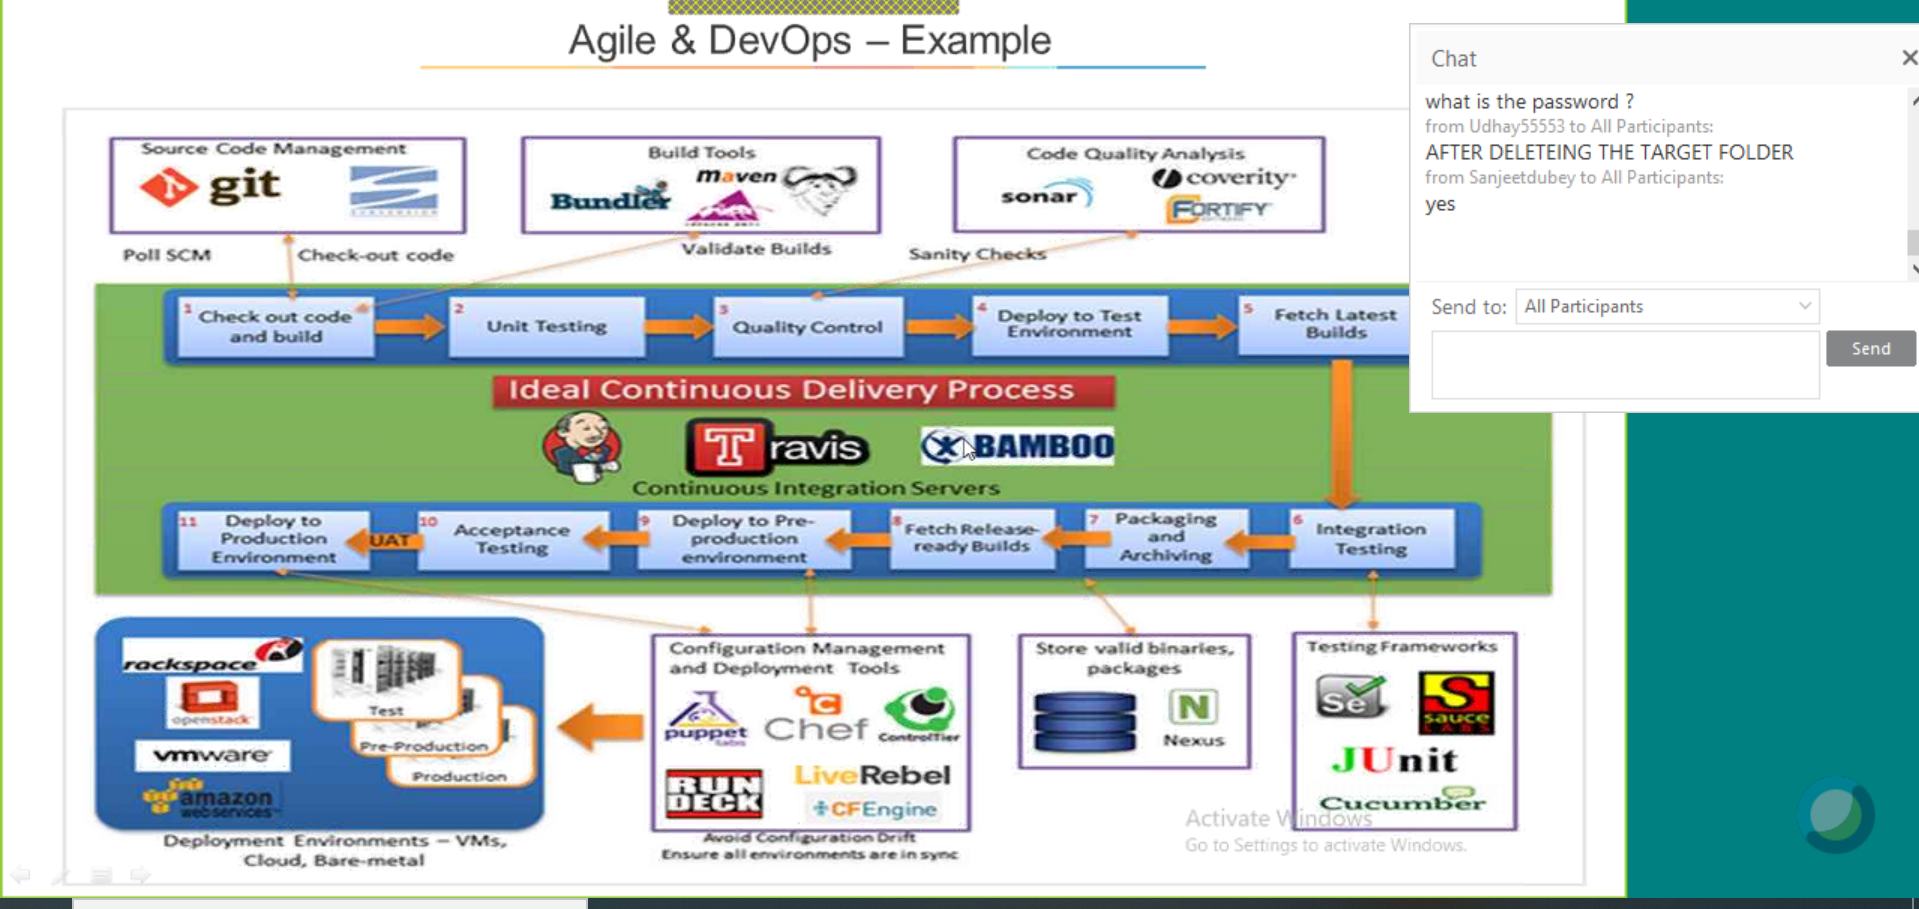 Agile & DevOps – Example
Source Code Management
git
Build Tools
Bundler
maven
Code Quality Analysis
sonar
coverity
FORTIFY
Poll SCM
Check-out code
Validate Builds
Sanity Checks
1
Check out code
and build
2
Unit Testing
3
Quality Control
4
Deploy to Test
Environment
5
Fetch Latest
Builds
Ideal Continuous Delivery Process
Travis
BAMBOO
Continuous Integration Servers
11
Deploy to
Production
Environment
UAT
10
Acceptance
Testing
9
Deploy to Pre-
production
environment
8
Fetch Release-
ready Builds
7
Packaging
and
Archiving
6
Integration
Testing
rackspace
openstack
vmware
amazon
webservices
Test
Pre-Production
Production
Deployment Environments – VMs,
Cloud, Bare-metal
Configuration Management
and Deployment Tools
puppet
labs
Chef
ControlTier
RUN
DECK
LiveRebel
CFEngine
Avoid Configuration Drift
Ensure all environments are in sync
Store valid binaries,
packages
N
Nexus
Testing Frameworks
Se
S
SAUCE
LABS
JUnit
Cucumber
Activate Windows
Go to Settings to activate Windows.
Chat
what is the password ?
from Udhay55553 to All Participants:
AFTER DELETEING THE TARGET FOLDER
from Sanjeetdubey to All Participants:
yes
Send to:
All Participants
Send